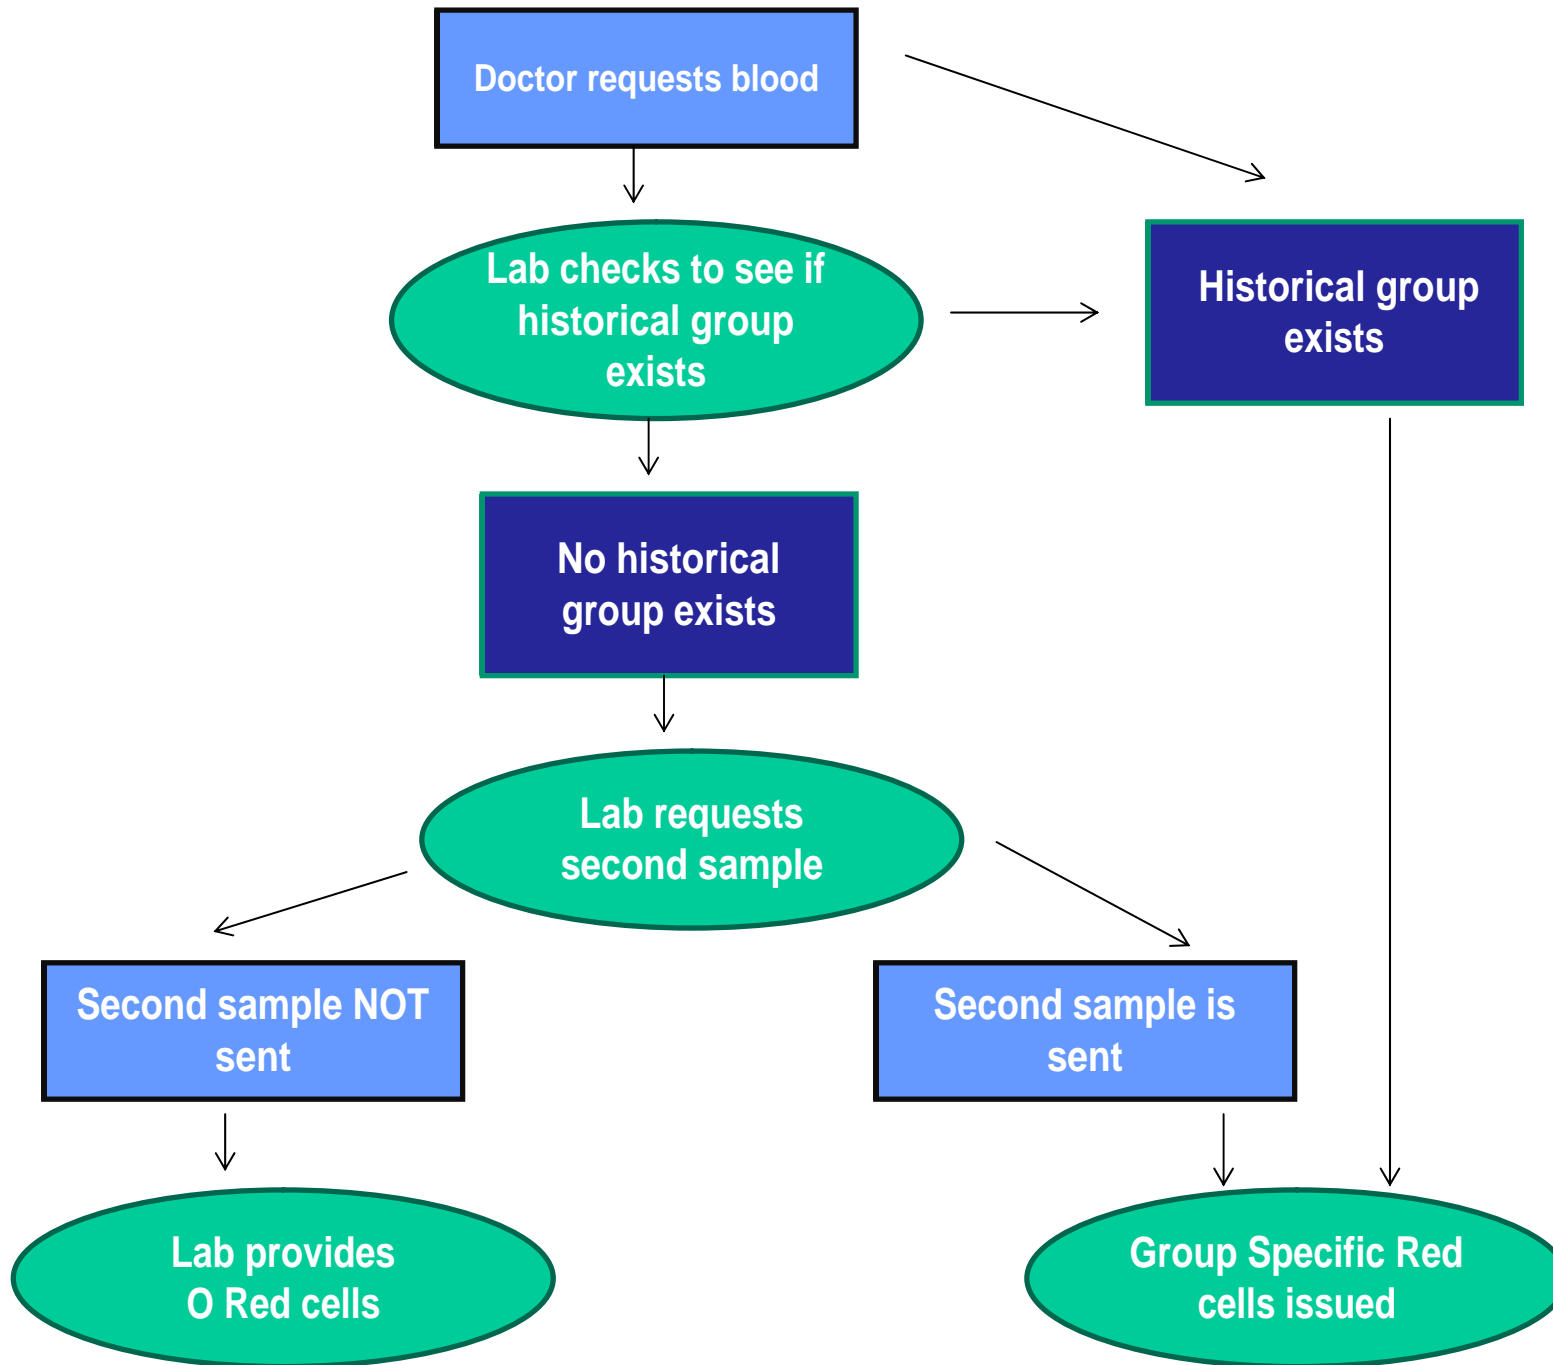 Doctor requests blood
Lab checks to see if
historical group
exists
Historical group
exists
No historical
group exists
Lab requests
second sample
Second sample NOT
sent
Second sample is
sent
Lab provides
O Red cells
Group Specific Red
cells issued